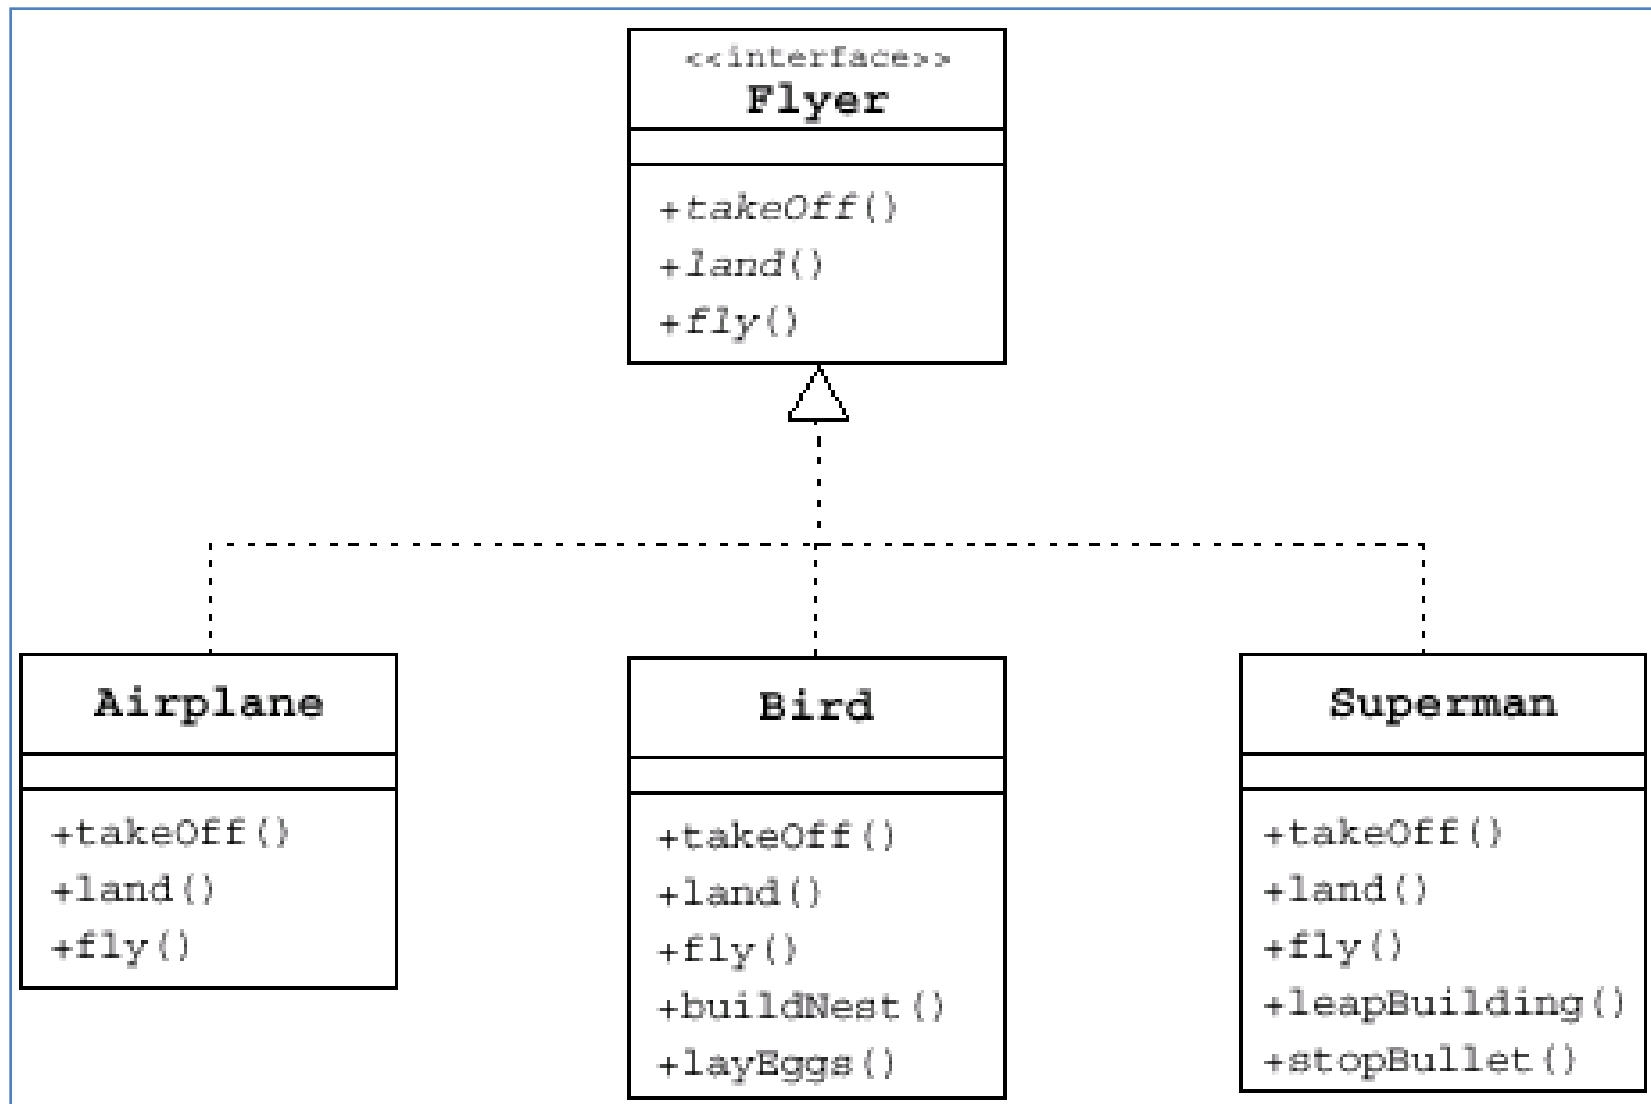 <<interface>>
Flyer
+takeOff()
+land()
+fly()
Airplane
+takeOff()
+land()
+fly()
Bird
+takeOff()
+land()
+fly()
+buildNest()
+layEggs()
Superman
+takeOff()
+land()
+fly()
+leapBuilding()
+stopBullet()